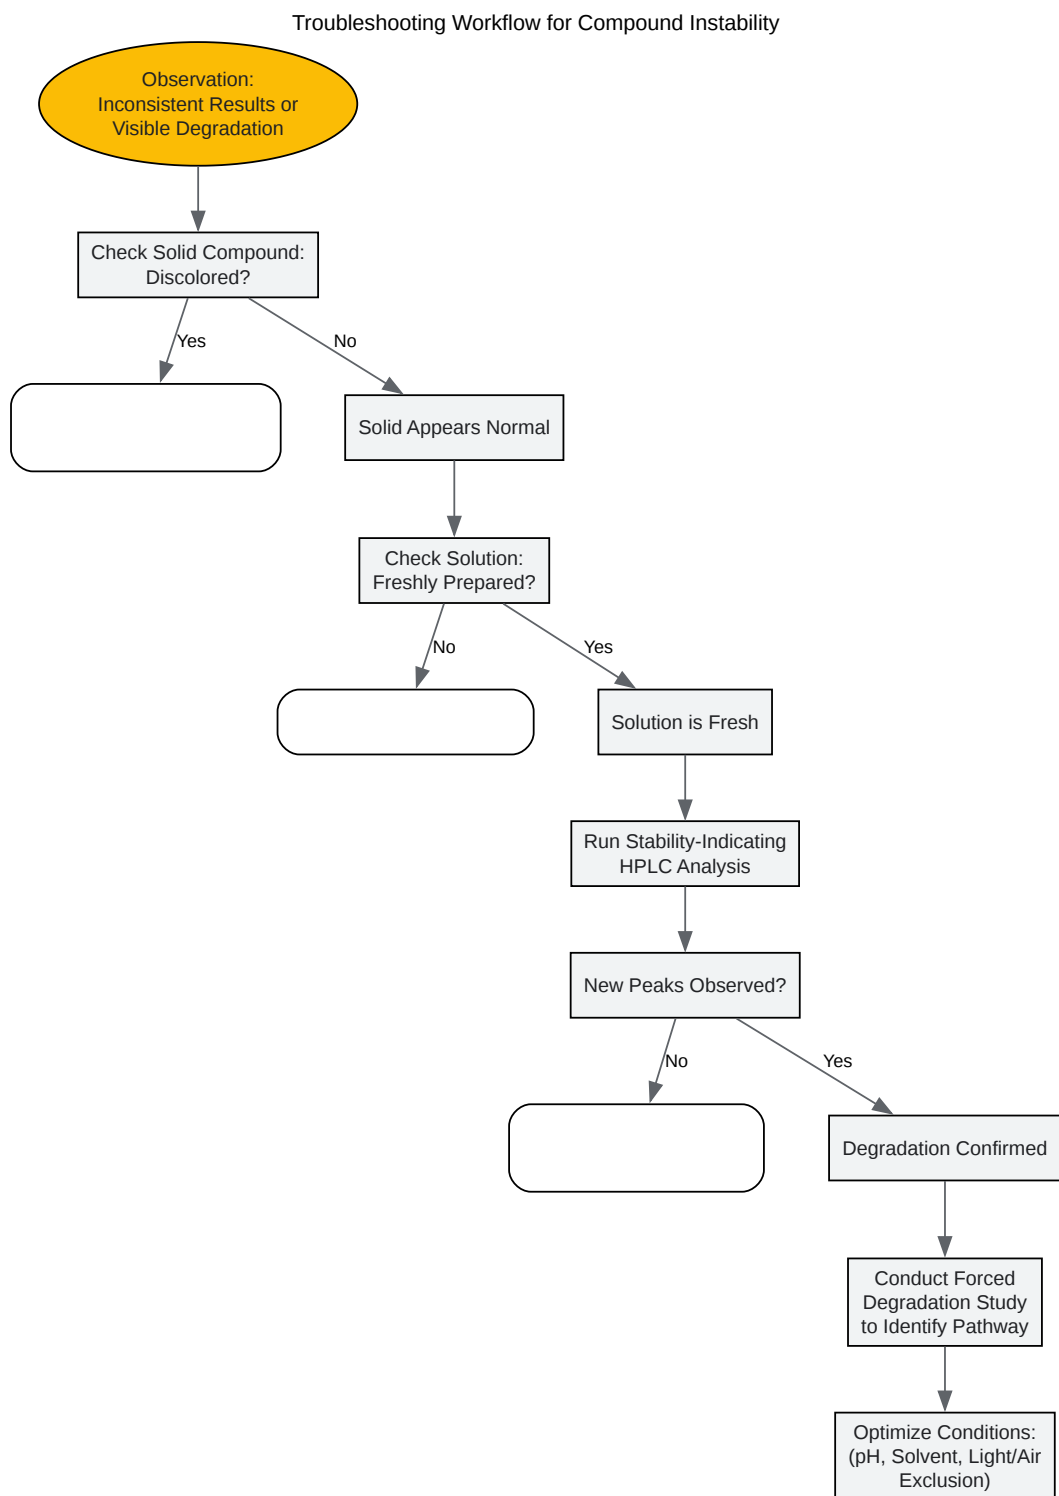 Troubleshooting Workflow for Compound Instability
Observation:
Inconsistent Results or
Visible Degradation
Check Solid Compound:
Discolored?
Yes
No
Solid Appears Normal
Check Solution:
Freshly Prepared?
No
Yes
Solution is Fresh
Run Stability-Indicating
HPLC Analysis
New Peaks Observed?
No
Yes
Degradation Confirmed
Conduct Forced
Degradation Study
to Identify Pathway
Optimize Conditions:
(pH, Solvent, Light/Air
Exclusion)